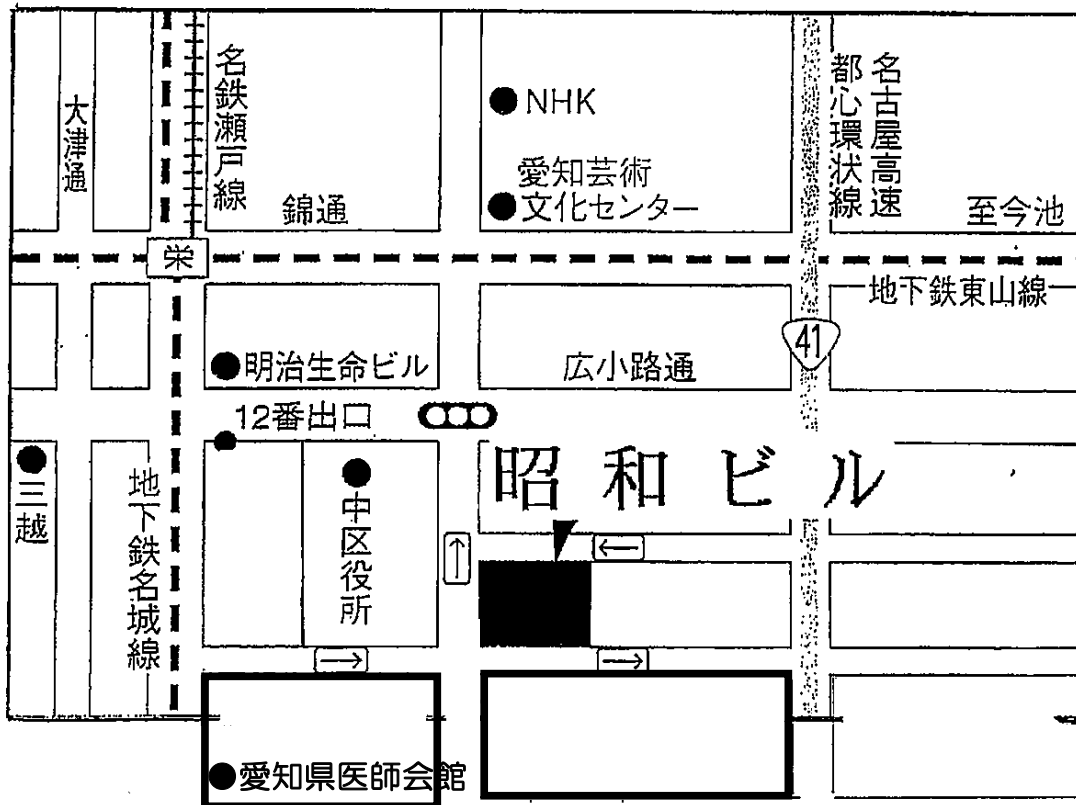 大津通
名鉄瀬戸線
NHK
愛知芸術
文化センター
名古屋高速
都心環状線
錦通
至今池
栄
地下鉄東山線
41
明治生命ビル
広小路通
12番出口
昭和ビル
三越
地下鉄名城線
中区役所
↑
←
→
→
愛知県医師会館